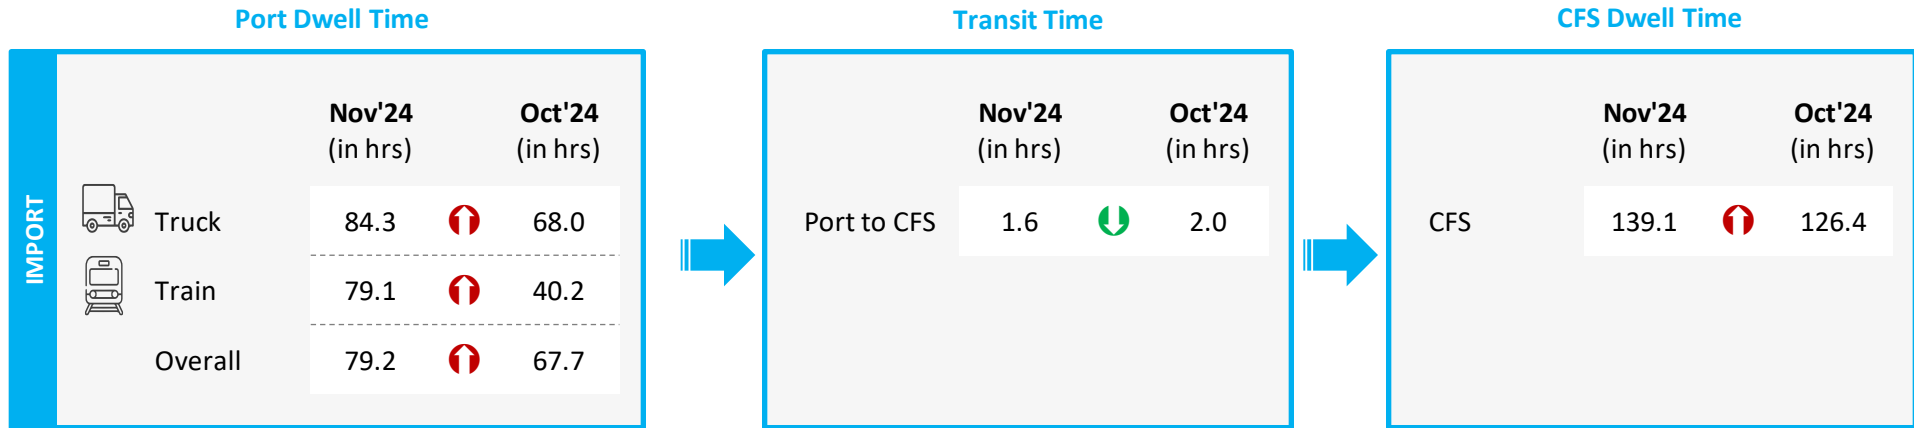 Port Dwell Time
Transit Time
CFS Dwell Time
IMPORT
Nov'24 Oct'24
(in hrs) (in hrs)
Truck 84.3 68.0
Train 79.1 40.2
Overall 79.2 67.7
Nov'24 Oct'24
(in hrs) (in hrs)
Port to CFS 1.6 2.0
Nov'24 Oct'24
(in hrs) (in hrs)
CFS 139.1 126.4